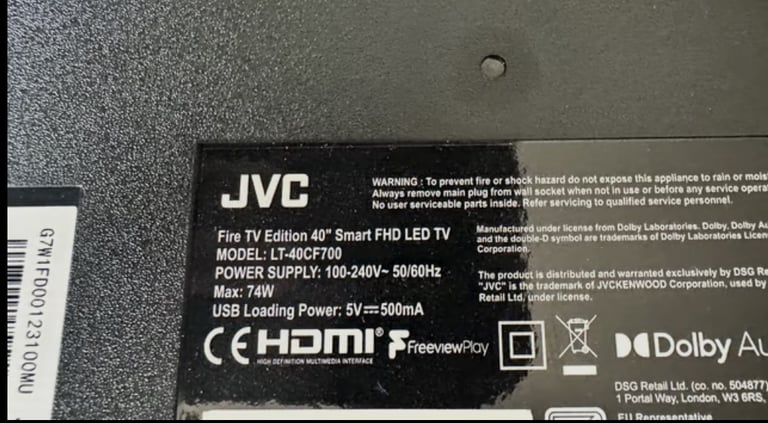 JVC
WARNING : To prevent fire or shock hazard do not expose this appliance to rain or
Always remove main plug from wall socket when not in use or before any service
No user serviceable parts inside. Refer servicing to qualified service personnel.
Fire TV Edition 40" Smart FHD LED TV
MODEL: LT-40CF700
POWER SUPPLY: 100-240V~ 50/60Hz
Max: 74W
USB Loading Power: 5V⎓500mA
Manufactured under license from Dolby Laboratories. Dolby, Dolby
and the double-D symbol are trademarks of Dolby Laboratories
Corporation.
The product is distributed and warranted exclusively by DSG
"JVC" is the trademark of JVCKENWOOD Corporation, used by
Retail Ltd, under license.
CE HDMI®
HIGH DEFINITION MULTIMEDIA INTERFACE
FreeviewPlay
Dolby
DSG Retail Ltd. (co. no. 504877)
1 Portal Way, London, W3 6RS,
EU Representative
G7W1FD00123100MU